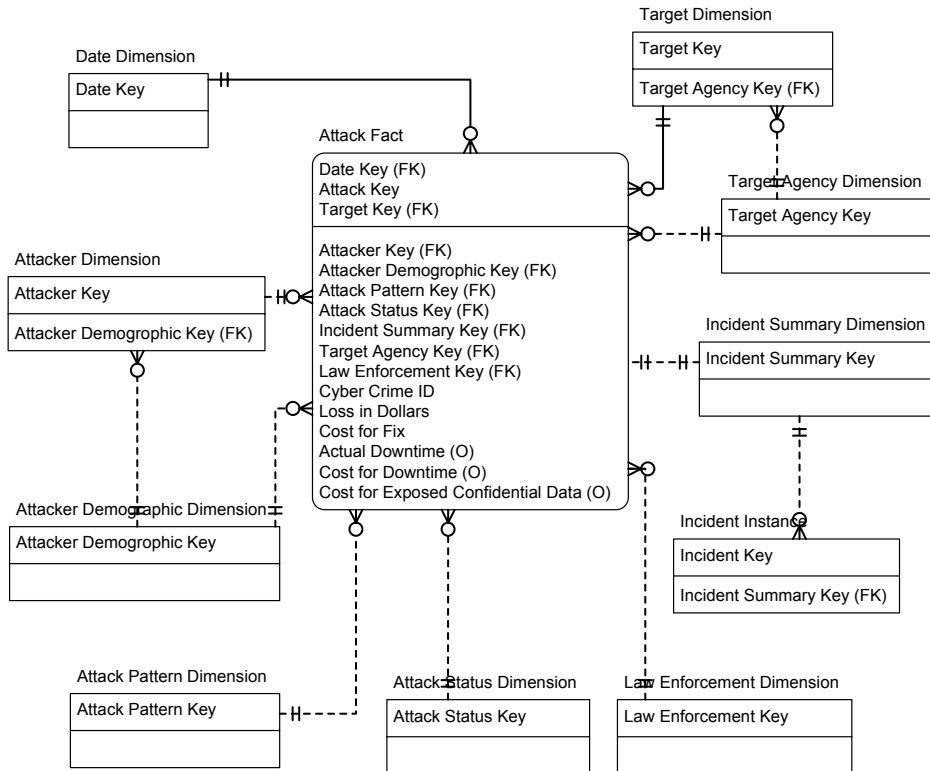 Target Dimension
Target Key
Target Agency Key (FK)
Date Dimension
Date Key
Attack Fact
Date Key (FK)
Attack Key
Target Key (FK)
Attacker Key (FK)
Attacker Demographic Key (FK)
Attack Pattern Key (FK)
Attack Status Key (FK)
Incident Summary Key (FK)
Target Agency Key (FK)
Law Enforcement Key (FK)
Cyber Crime ID
Loss in Dollars
Cost for Fix
Actual Downtime (O)
Cost for Downtime (O)
Cost for Exposed Confidential Data (O)
Target Agency Dimension
Target Agency Key
Attacker Dimension
Attacker Key
Attacker Demographic Key (FK)
Incident Summary Dimension
Incident Summary Key
Attacker Demographic Dimension
Attacker Demographic Key
Incident Instance
Incident Key
Incident Summary Key (FK)
Attack Pattern Dimension
Attack Pattern Key
Attack Status Dimension
Attack Status Key
Law Enforcement Dimension
Law Enforcement Key